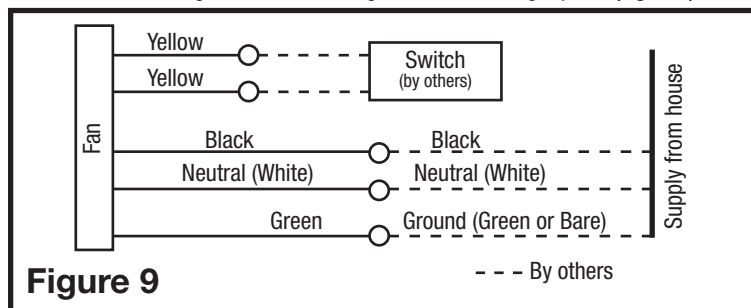 Yellow
Switch
(by others)
Yellow
Fan
Black Black
Neutral (White) Neutral (White)
Green Ground (Green or Bare)
Supply from house
Figure 9
--- By others